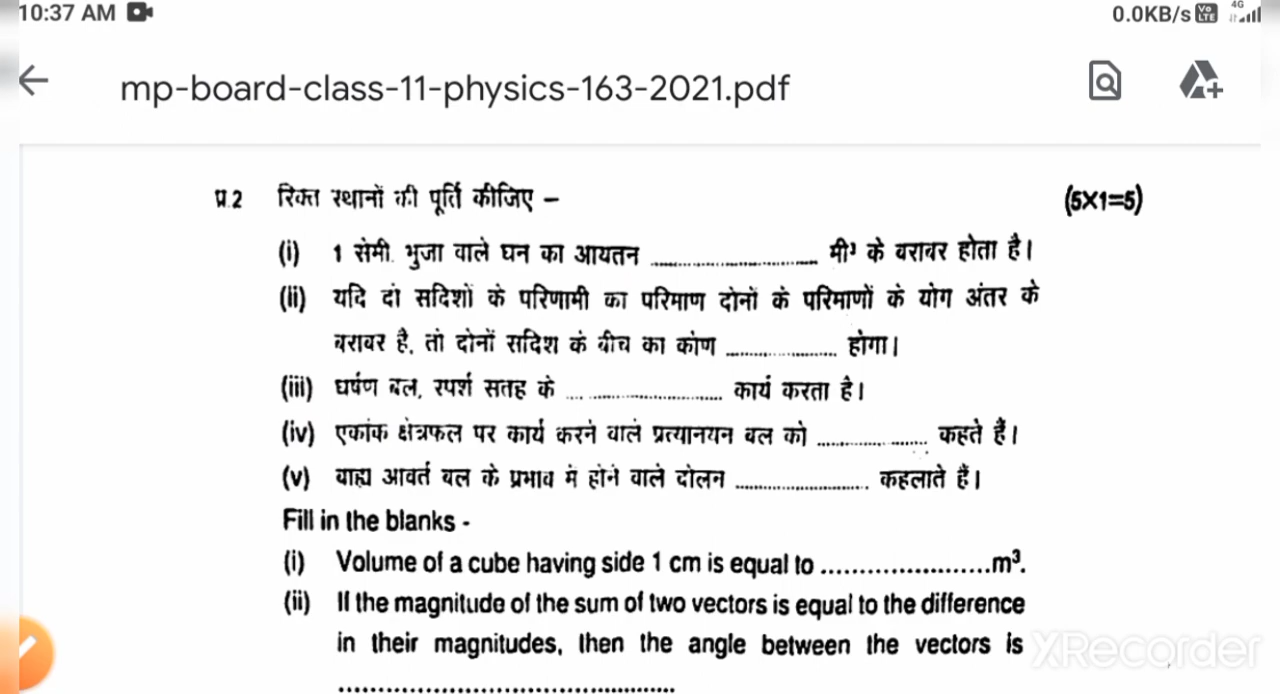 10:37 AM
0.0KB/s Vo LTE 4G
mp-board-class-11-physics-163-2021.pdf
प्र.2 रिक्त स्थानों की पूर्ति कीजिए – (5X1=5)
(i) 1 सेमी. भुजा वाले घन का आयतन ........................ मी³ के बराबर होता है।
(ii) यदि दो सदिशों के परिणामी का परिमाण दोनों के परिमाणों के योग अंतर के
बराबर है, तो दोनों सदिश के बीच का कोण ................ होगा।
(iii) घर्षण बल, स्पर्श सतह के ........................ कार्य करता है।
(iv) एकांक क्षेत्रफल पर कार्य करने वाले प्रत्यानयन बल को ................ कहते हैं।
(v) वाह्य आवर्त बल के प्रभाव में होने वाले दोलन .................... कहलाते हैं।
Fill in the blanks -
(i) Volume of a cube having side 1 cm is equal to ......................m³.
(ii) If the magnitude of the sum of two vectors is equal to the difference
in their magnitudes, then the angle between the vectors is
.............................................
XRecorder